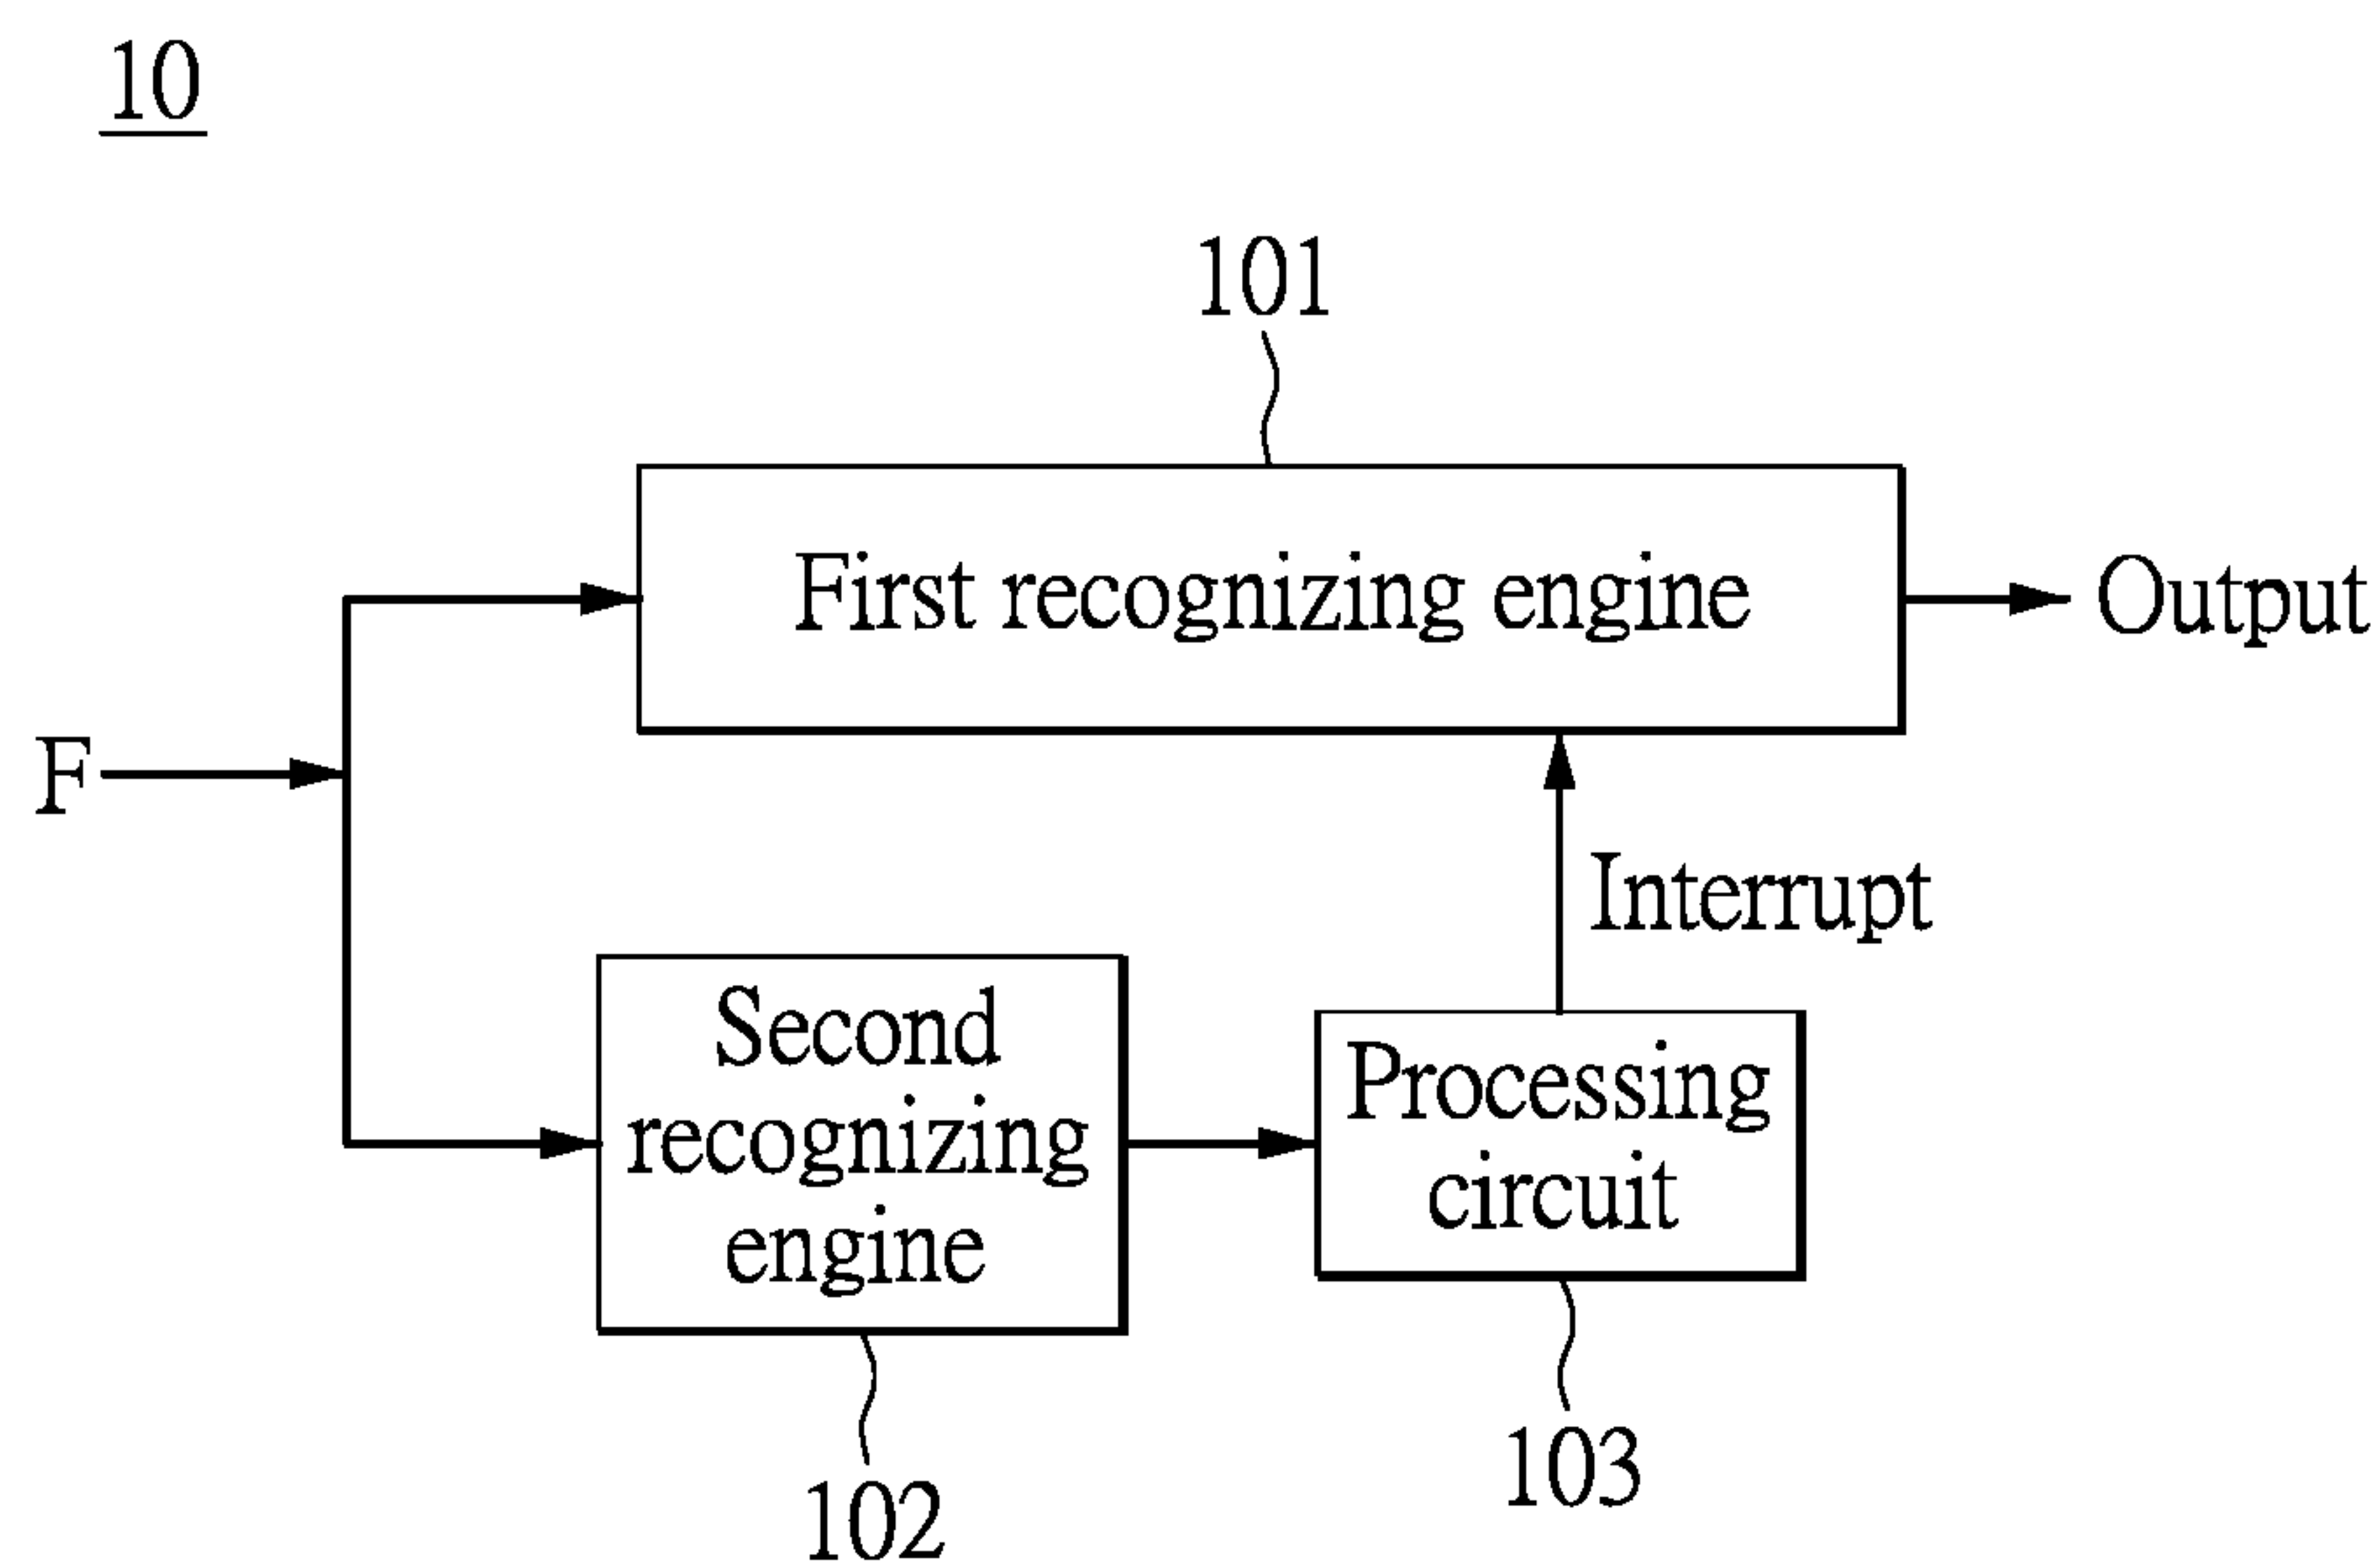 10
101
First recognizing engine
Output
F
Interrupt
Second
recognizing
engine
Processing
circuit
102
103